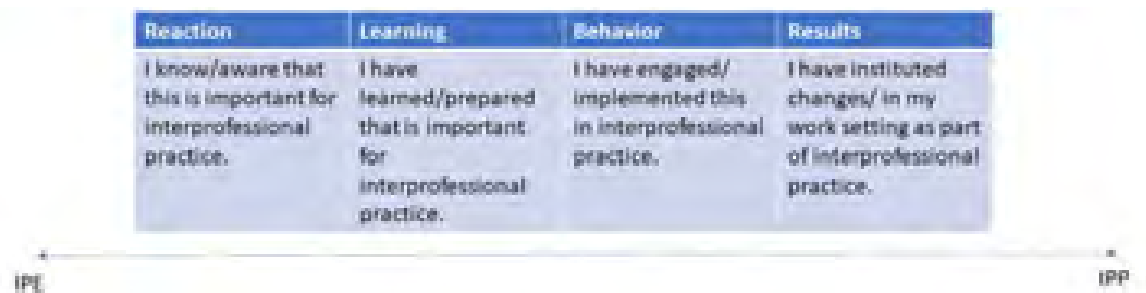 Reaction
Learning
Behavior
Results
I know/aware that
this is important for
interprofessional
practice.
I have
learned/prepared
that is important
for
interprofessional
practice.
I have engaged/
implemented this
in interprofessional
practice.
I have instituted
changes/ in my
work setting as part
of interprofessional
practice.
IPE
IPP